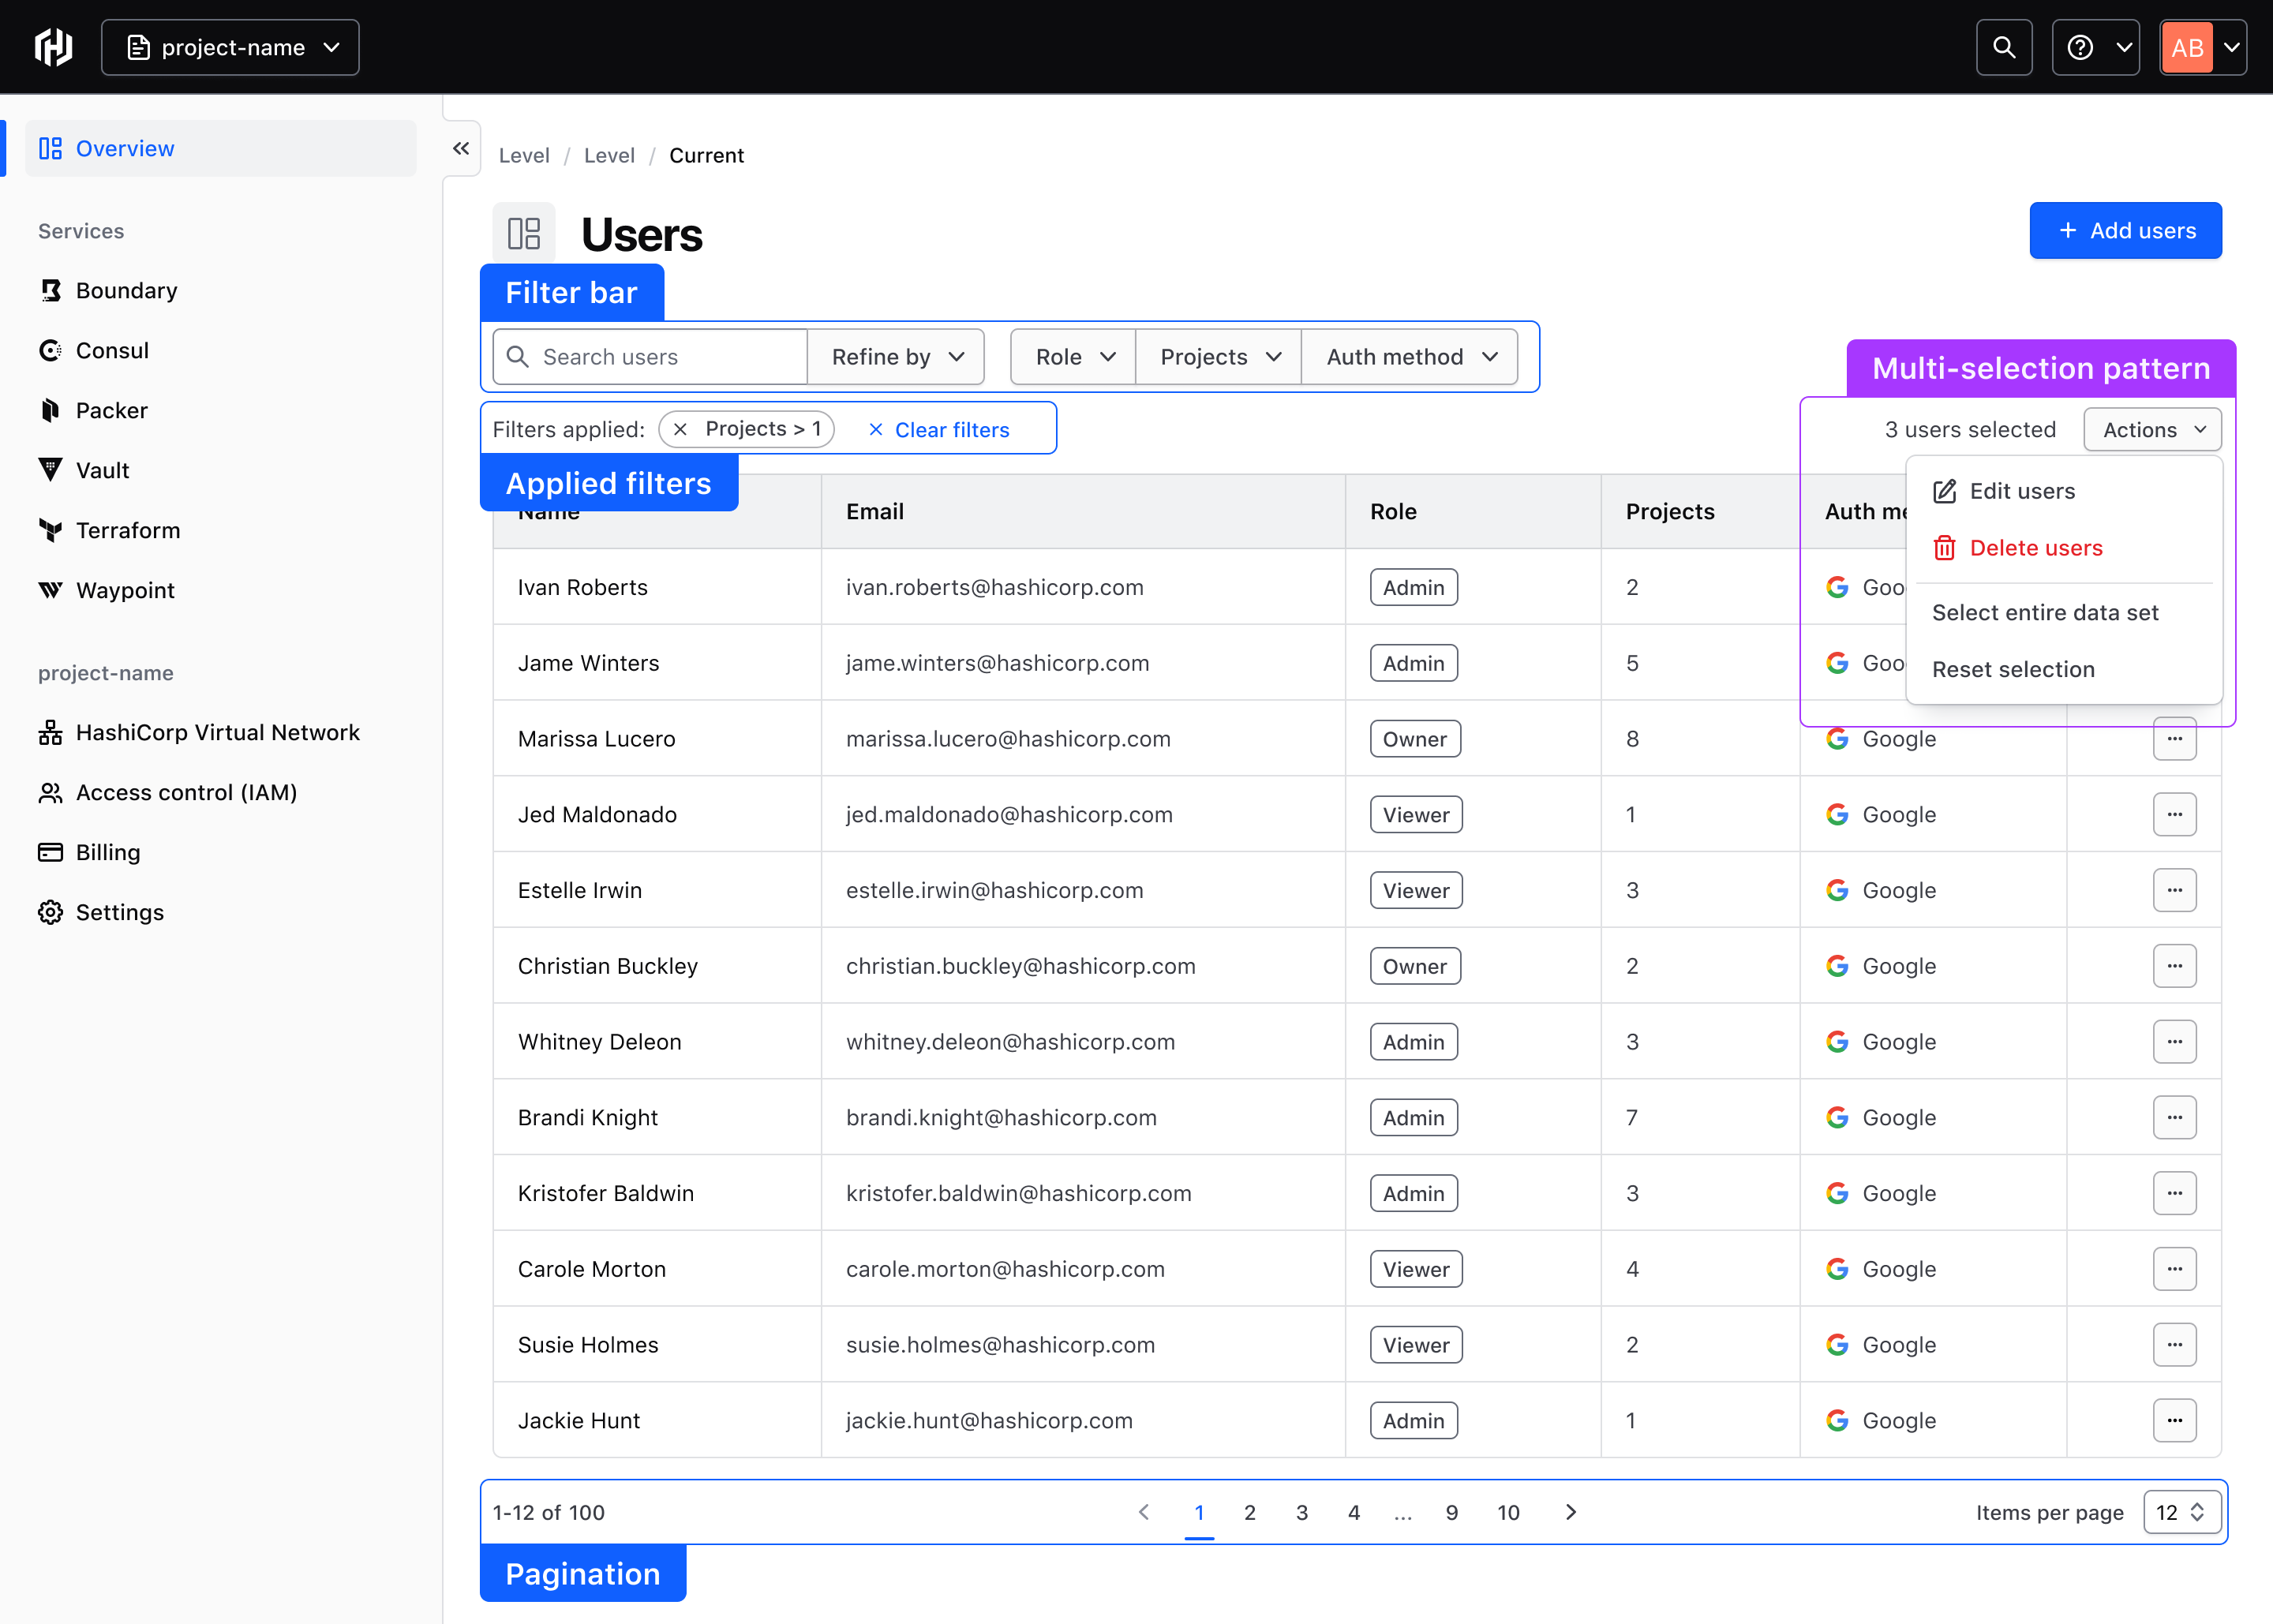 project-name
AB
Overview
Services
Boundary
Consul
Packer
Vault
Terraform
Waypoint
project-name
HashiCorp Virtual Network
Access control (IAM)
Billing
Settings
Level / Level / Current
Users
+ Add users
Filter bar
Search users Refine by Role Projects Auth method
Multi-selection pattern
Filters applied: × Projects > 1 × Clear filters
3 users selected Actions
Applied filters
Edit users
Delete users
Select entire data set
Reset selection
Name Email Role Projects Auth me
Ivan Roberts ivan.roberts@hashicorp.com Admin 2 Goo
Jame Winters jame.winters@hashicorp.com Admin 5 Goo
Marissa Lucero marissa.lucero@hashicorp.com Owner 8 Google
Jed Maldonado jed.maldonado@hashicorp.com Viewer 1 Google
Estelle Irwin estelle.irwin@hashicorp.com Viewer 3 Google
Christian Buckley christian.buckley@hashicorp.com Owner 2 Google
Whitney Deleon whitney.deleon@hashicorp.com Admin 3 Google
Brandi Knight brandi.knight@hashicorp.com Admin 7 Google
Kristofer Baldwin kristofer.baldwin@hashicorp.com Admin 3 Google
Carole Morton carole.morton@hashicorp.com Viewer 4 Google
Susie Holmes susie.holmes@hashicorp.com Viewer 2 Google
Jackie Hunt jackie.hunt@hashicorp.com Admin 1 Google
1-12 of 100 1 2 3 4 ... 9 10 Items per page 12
Pagination